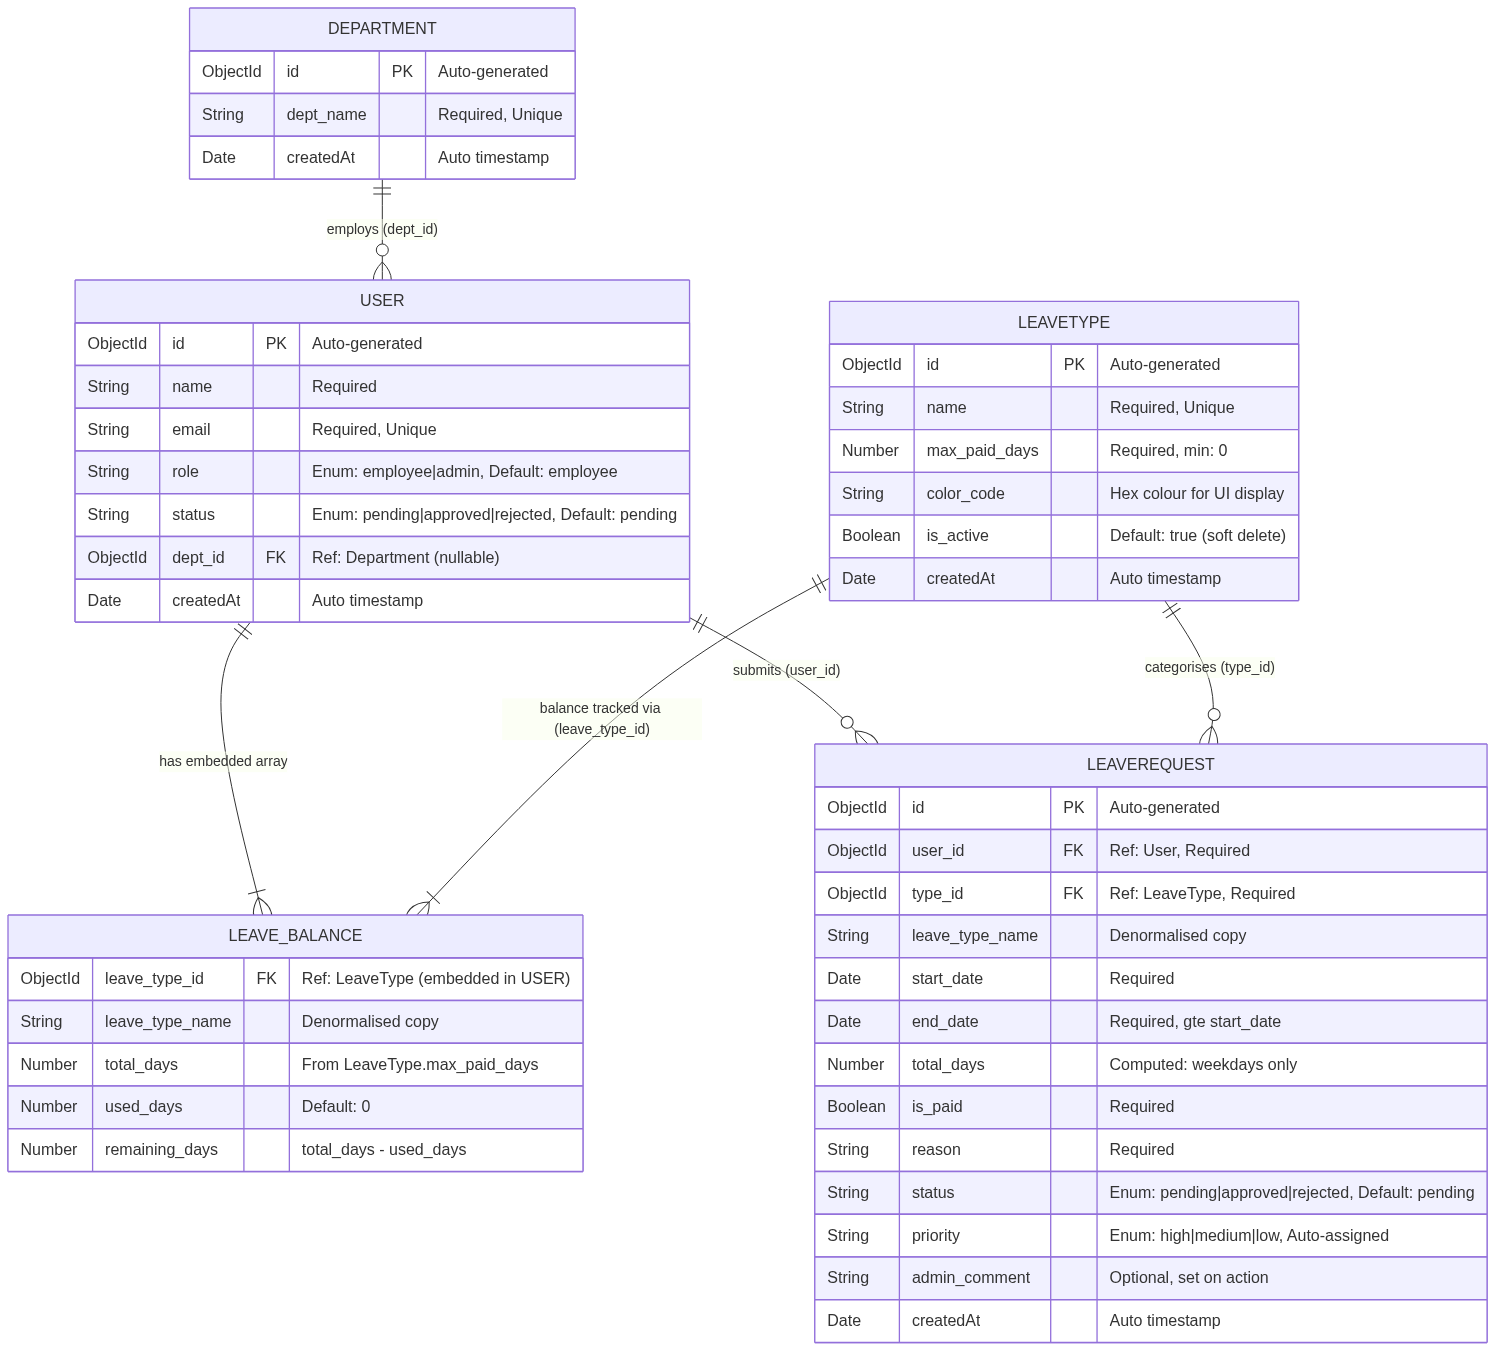 DEPARTMENT
ObjectId id PK Auto-generated
String dept_name Required, Unique
Date createdAt Auto timestamp
employs (dept_id)
USER
ObjectId id PK Auto-generated
String name Required
String email Required, Unique
String role Enum: employee|admin, Default: employee
String status Enum: pending|approved|rejected, Default: pending
ObjectId dept_id FK Ref: Department (nullable)
Date createdAt Auto timestamp
LEAVETYPE
ObjectId id PK Auto-generated
String name Required, Unique
Number max_paid_days Required, min: 0
String color_code Hex colour for UI display
Boolean is_active Default: true (soft delete)
Date createdAt Auto timestamp
submits (user_id)
categorises (type_id)
balance tracked via
(leave_type_id)
has embedded array
LEAVE_BALANCE
ObjectId leave_type_id FK Ref: LeaveType (embedded in USER)
String leave_type_name Denormalised copy
Number total_days From LeaveType.max_paid_days
Number used_days Default: 0
Number remaining_days total_days - used_days
LEAVEREQUEST
ObjectId id PK Auto-generated
ObjectId user_id FK Ref: User, Required
ObjectId type_id FK Ref: LeaveType, Required
String leave_type_name Denormalised copy
Date start_date Required
Date end_date Required, gte start_date
Number total_days Computed: weekdays only
Boolean is_paid Required
String reason Required
String status Enum: pending|approved|rejected, Default: pending
String priority Enum: high|medium|low, Auto-assigned
String admin_comment Optional, set on action
Date createdAt Auto timestamp